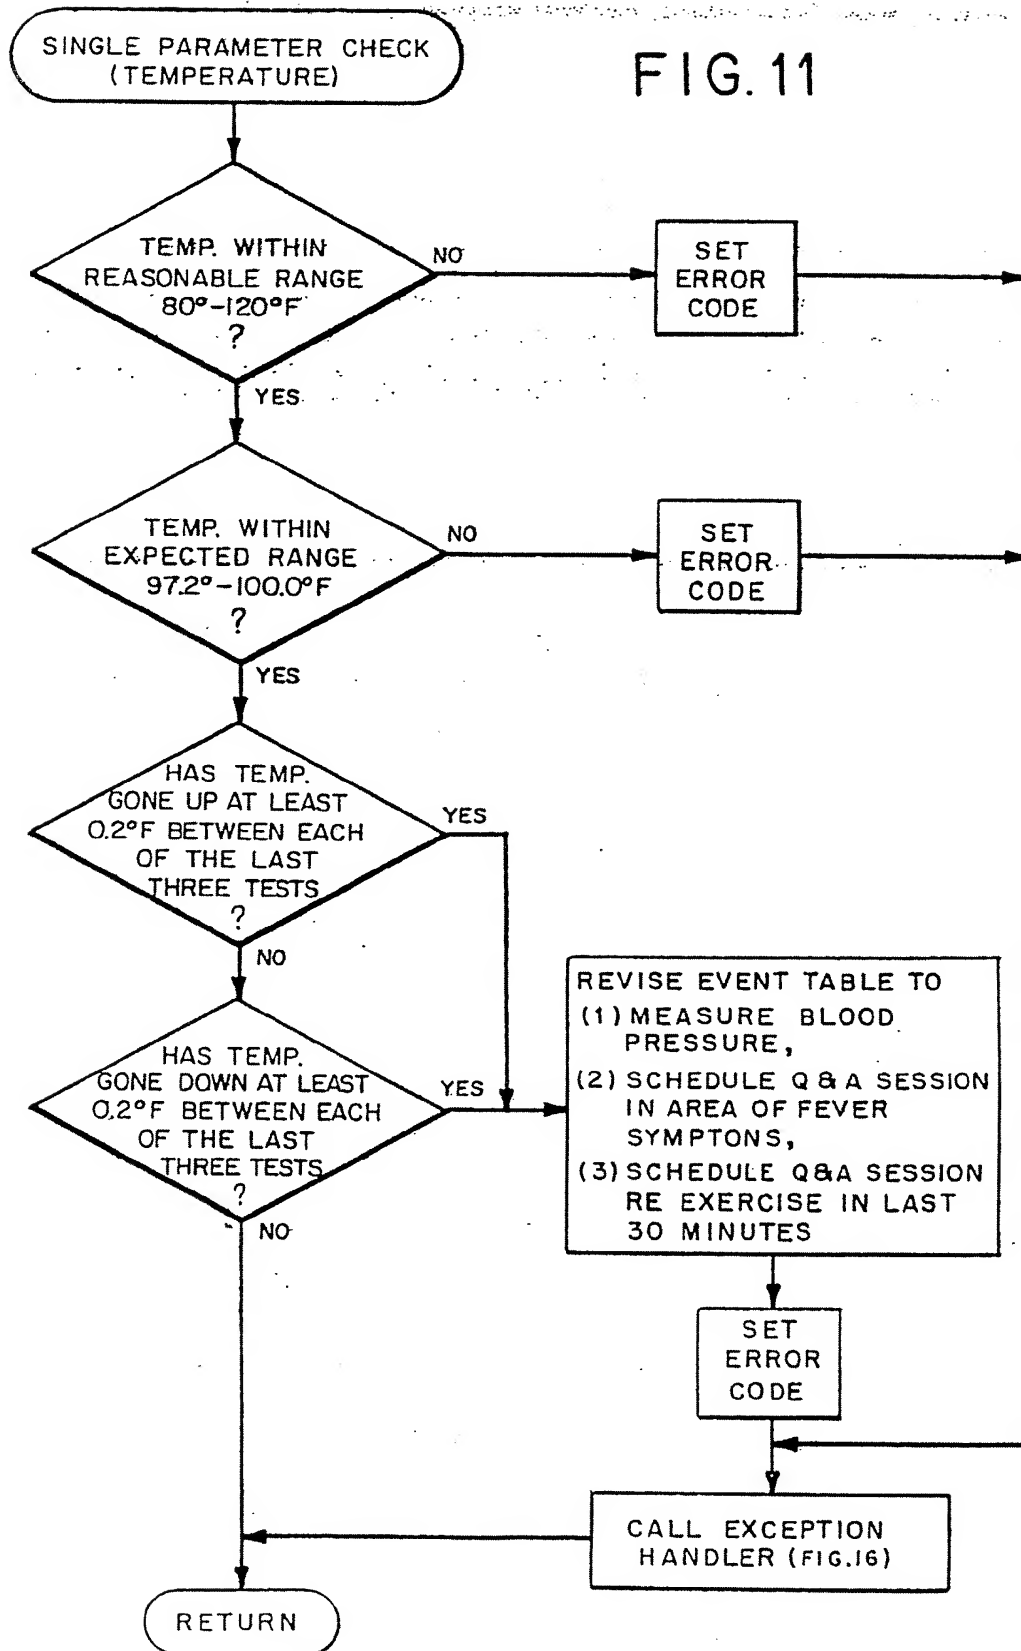 SINGLE PARAMETER CHECK
(TEMPERATURE)
FIG. 11
TEMP. WITHIN
REASONABLE RANGE
80°-120°F
?
NO
SET
ERROR
CODE
YES
TEMP. WITHIN
EXPECTED RANGE
97.2°-100.0°F
?
NO
SET
ERROR
CODE
YES
HAS TEMP.
GONE UP AT LEAST
0.2°F BETWEEN EACH
OF THE LAST
THREE TESTS
?
YES
NO
HAS TEMP.
GONE DOWN AT LEAST
0.2°F BETWEEN EACH
OF THE LAST
THREE TESTS
?
YES
NO
REVISE EVENT TABLE TO
(1) MEASURE BLOOD
PRESSURE,
(2) SCHEDULE Q & A SESSION
IN AREA OF FEVER
SYMPTONS,
(3) SCHEDULE Q&A SESSION
RE EXERCISE IN LAST
30 MINUTES
SET
ERROR
CODE
CALL EXCEPTION
HANDLER (FIG.16)
RETURN